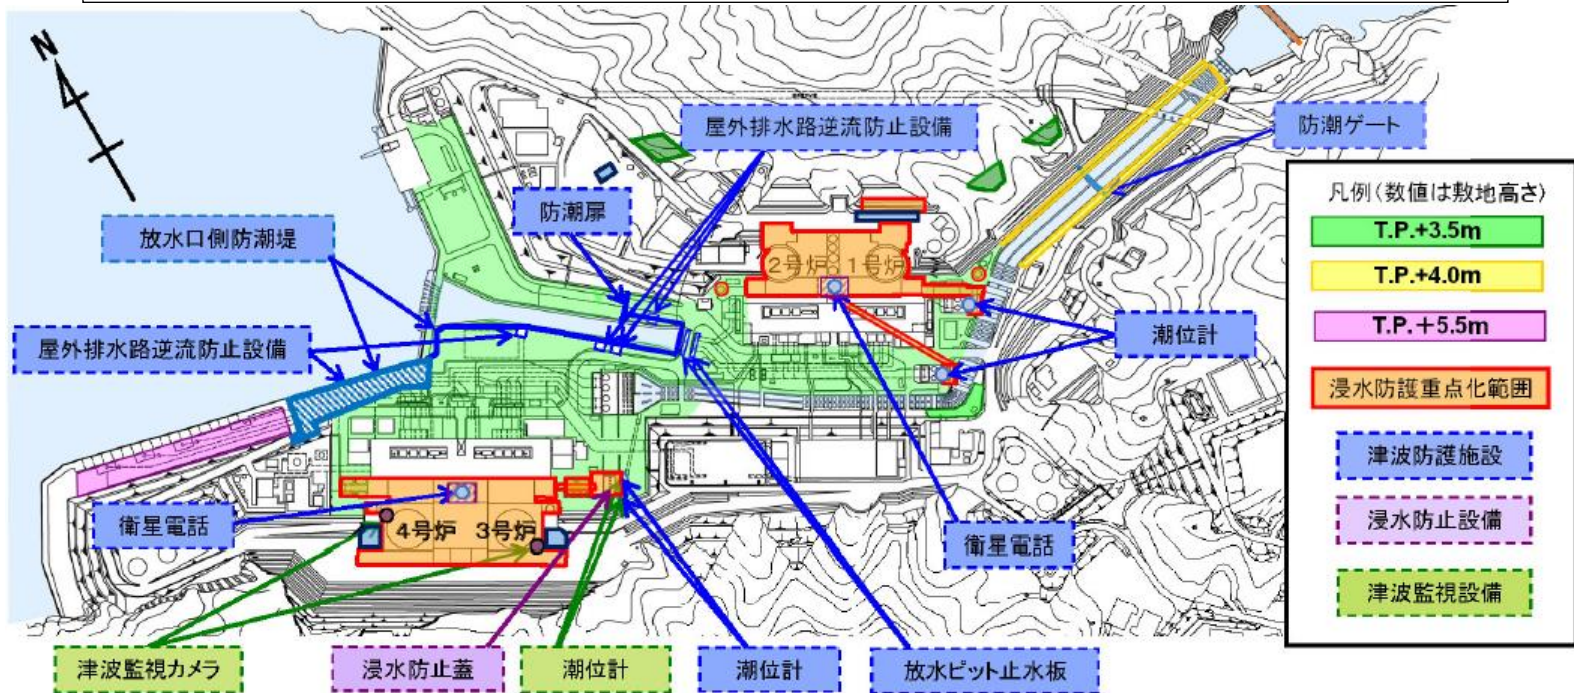 N
屋外排水路逆流防止設備
防潮ゲート
防潮扉
放水口側防潮堤
屋外排水路逆流防止設備
2号炉 1号炉
潮位計
衛星電話
4号炉 3号炉
衛星電話
津波監視カメラ
浸水防止蓋
潮位計
潮位計
放水ピット止水板
凡例(数値は敷地高さ)
T.P.+3.5m
T.P.+4.0m
T.P.+5.5m
浸水防護重点化範囲
津波防護施設
浸水防止設備
津波監視設備